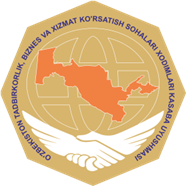 O'ZBEKISTON TADBIRKORLIK, BIZNES VA XIZMAT KO'RSATISH SOHALARI XODIMLARI KASABA UYUSHMASI